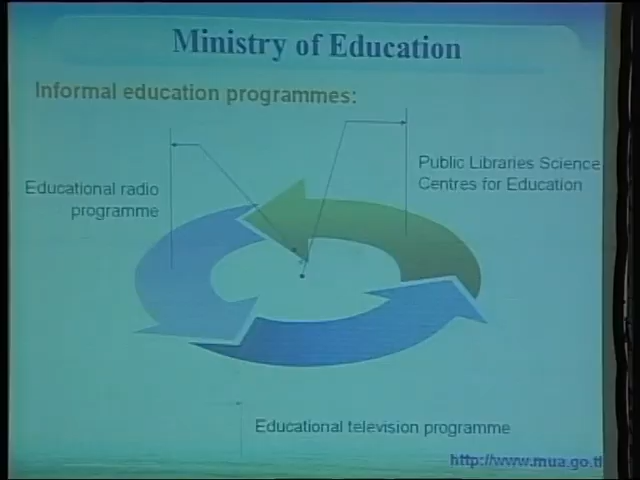 Ministry of Education
Informal education programmes:
Public Libraries Science
Centres for Education
Educational radio
programme
Educational television programme
http://www.mua.go.tl